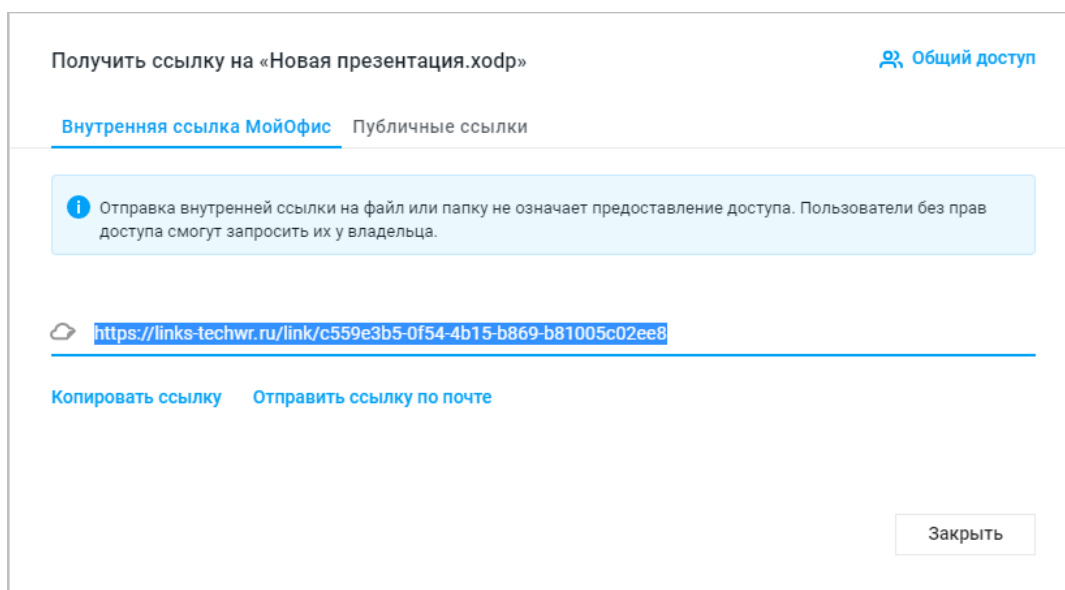 Получить ссылку на «Новая презентация.xodp»
Общий доступ
Внутренняя ссылка МойОфис
Публичные ссылки
Отправка внутренней ссылки на файл или папку не означает предоставление доступа. Пользователи без прав
доступа смогут запросить их у владельца.
https://links-techwr.ru/link/c559e3b5-0f54-4b15-b869-b81005c02ee8
Копировать ссылку
Отправить ссылку по почте
Закрыть